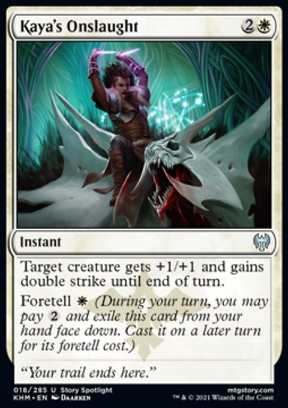 Kaya's Onslaught 2
Instant
Target creature gets +1/+1 and gains
double strike until end of turn.
Foretell (During your turn, you may
pay 2 and exile this card from your
hand face down. Cast it on a later turn
for its foretell cost.)
"Your trail ends here."
018/285 U Story Spotlight mtgstory.com
KHM • EN Daarken ™ & © 2021 Wizards of the Coast